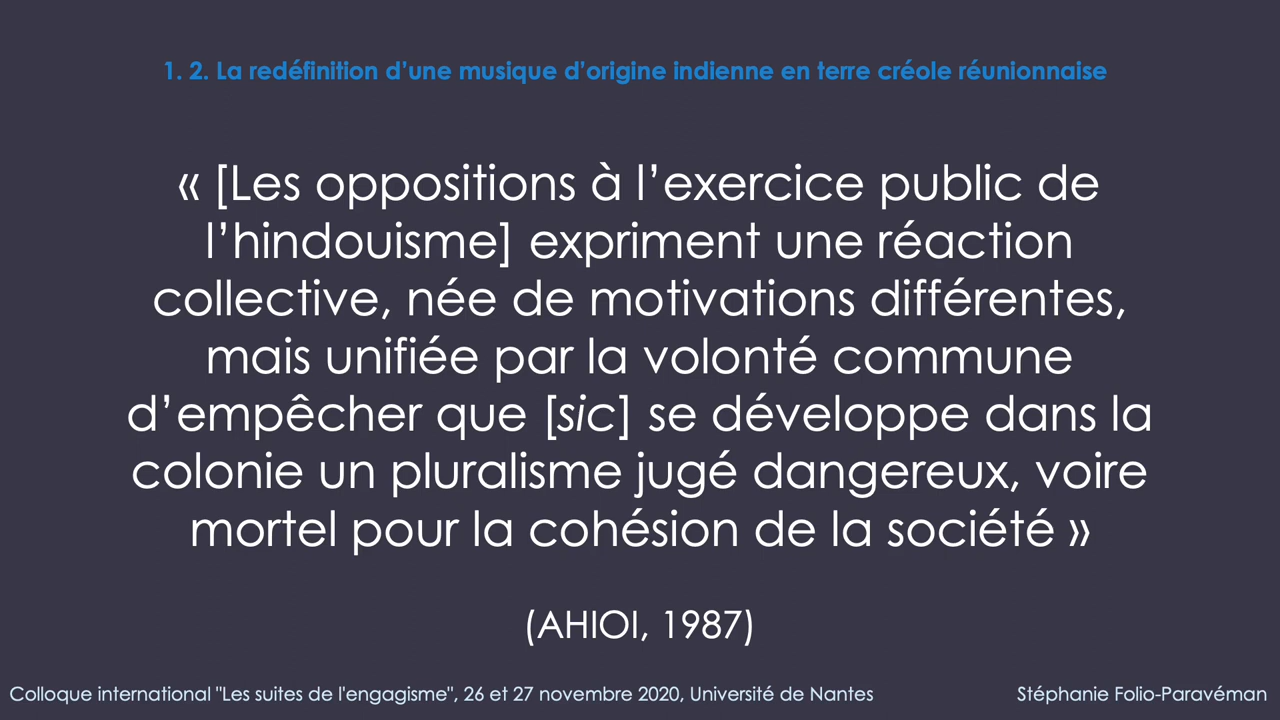 1. 2. La redéfinition d’une musique d’origine indienne en terre créole réunionnaise
« [Les oppositions à l’exercice public de
l’hindouisme] expriment une réaction
collective, née de motivations différentes,
mais unifiée par la volonté commune
d’empêcher que [sic] se développe dans la
colonie un pluralisme jugé dangereux, voire
mortel pour la cohésion de la société »
(AHIOI, 1987)
Colloque international "Les suites de l'engagisme", 26 et 27 novembre 2020, Université de Nantes
Stéphanie Folio-Paravéman